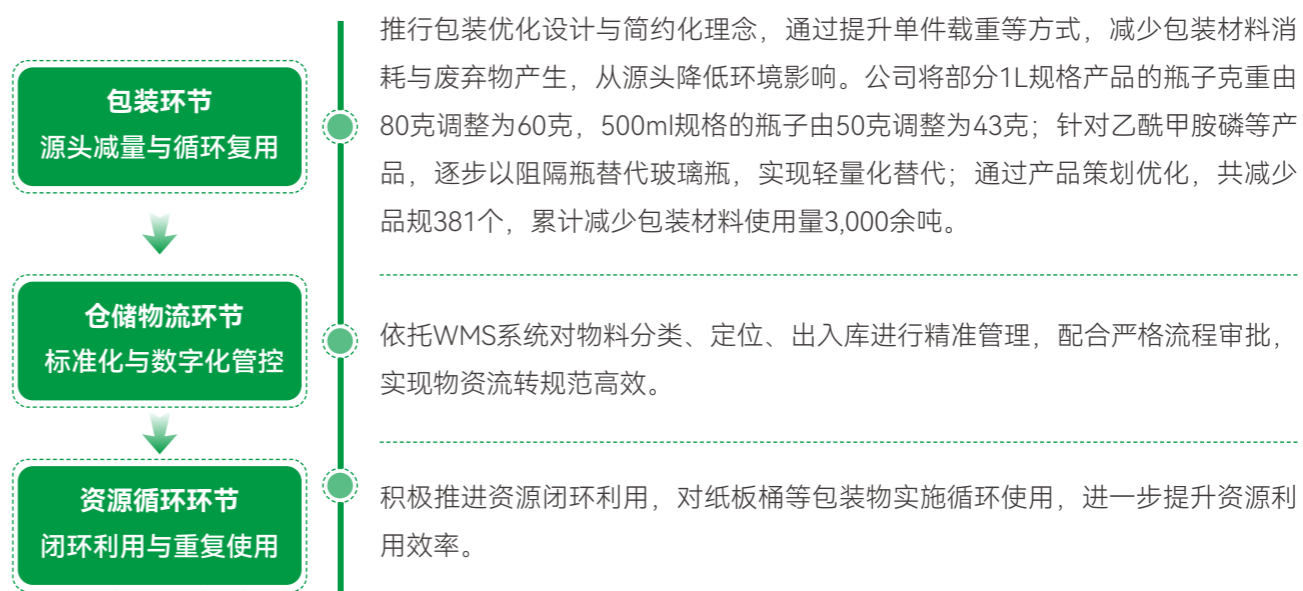 包装环节
源头减量与循环复用
推行包装优化设计与简约化理念，通过提升单件载重等方式，减少包装材料消
耗与废弃物产生，从源头降低环境影响。公司将部分1L规格产品的瓶子克重由
80克调整为60克，500ml规格的瓶子由50克调整为43克；针对乙酰甲胺磷等产
品，逐步以阻隔瓶替代玻璃瓶，实现轻量化替代；通过产品策划优化，共减少
品规381个，累计减少包装材料使用量3,000余吨。
仓储物流环节
标准化与数字化管控
依托WMS系统对物料分类、定位、出入库进行精准管理，配合严格流程审批，
实现物资流转规范高效。
资源循环环节
闭环利用与重复使用
积极推进资源闭环利用，对纸板桶等包装物实施循环使用，进一步提升资源利
用效率。